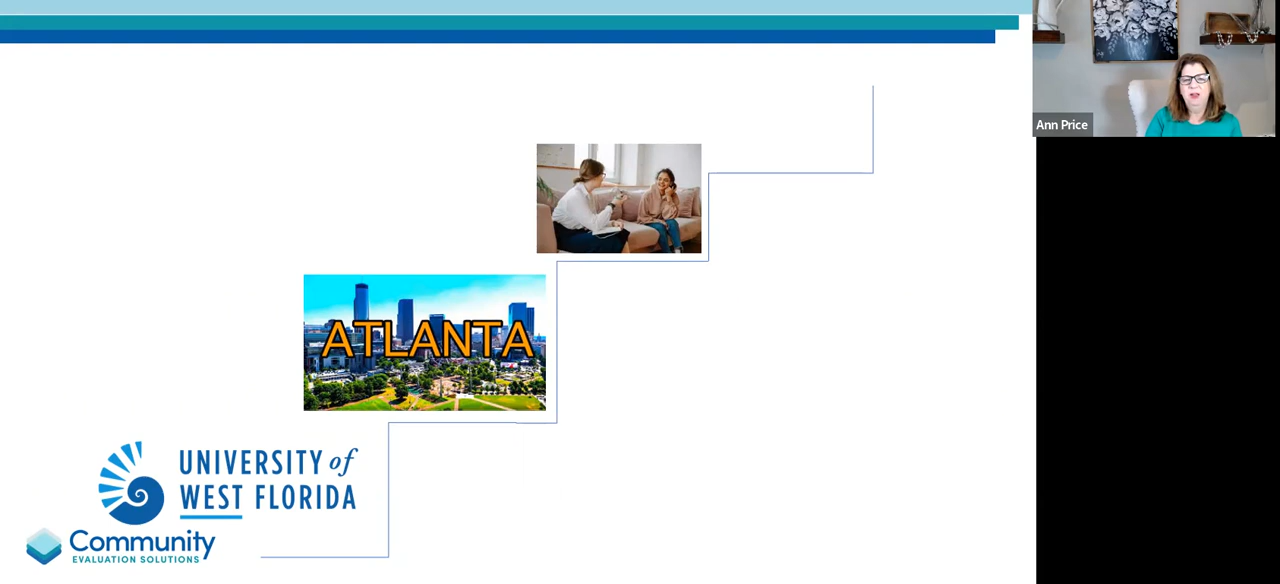 Ann Price
ATLANTA
UNIVERSITY of
WEST FLORIDA
Community
EVALUATION SOLUTIONS